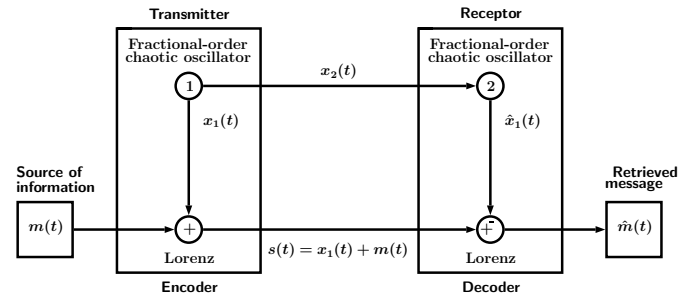 Transmitter
Receptor
Fractional-order
chaotic oscillator
Fractional-order
chaotic oscillator
1
x₂(t)
2
x₁(t)
x̂₁(t)
Source of
information
Retrieved
message
m(t)
+
+ -
m̂(t)
s(t) = x₁(t) + m(t)
Lorenz
Lorenz
Encoder
Decoder